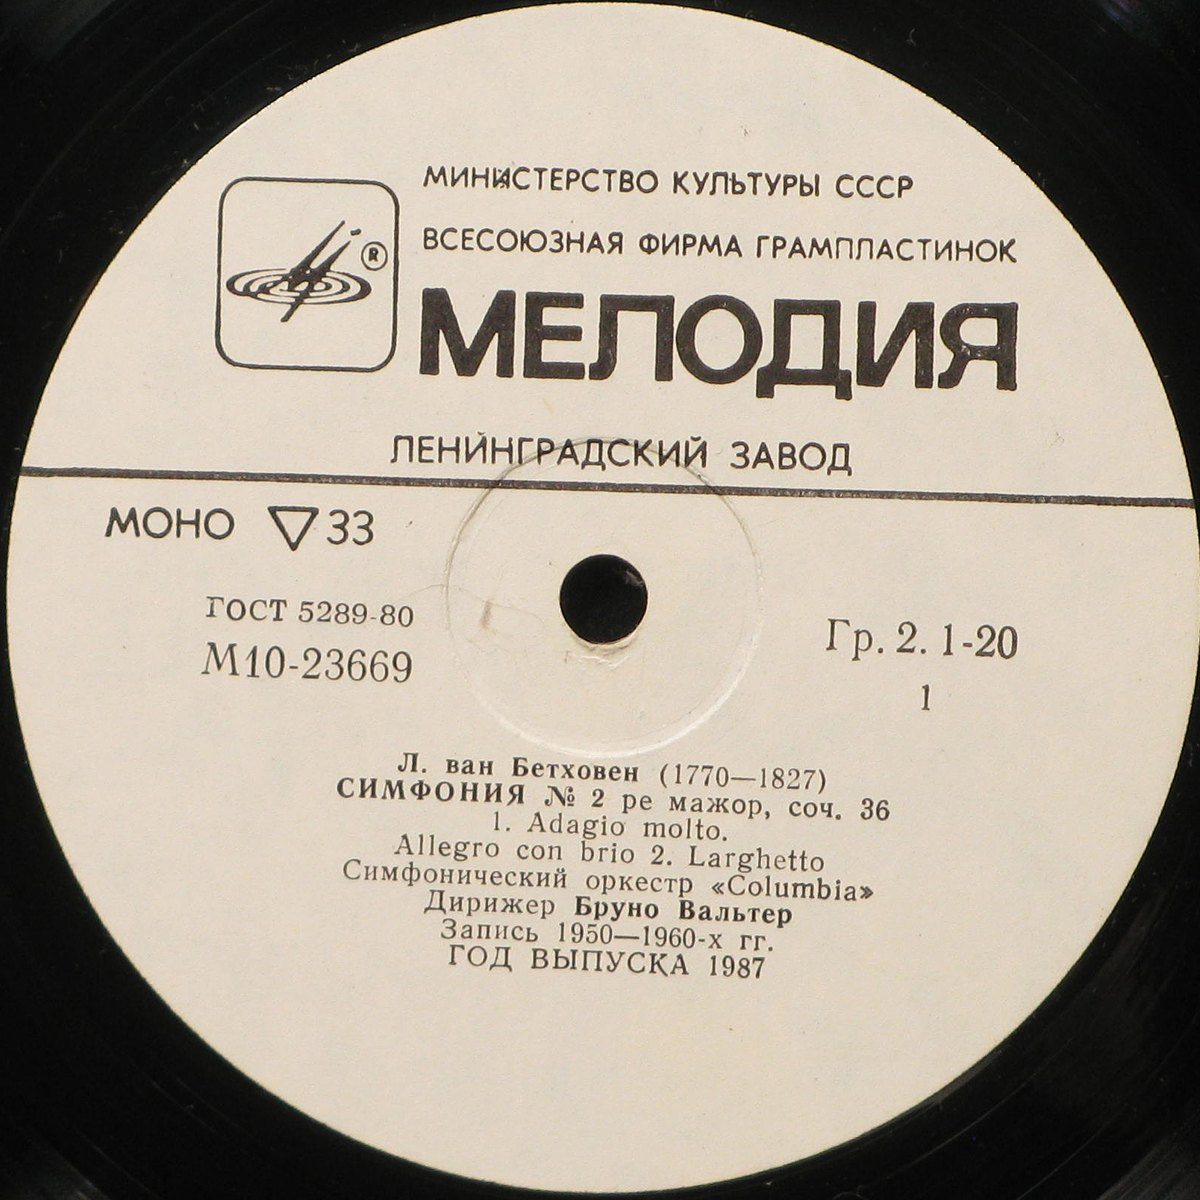 МИНИСТЕРСТВО КУЛЬТУРЫ СССР
ВСЕСОЮЗНАЯ ФИРМА ГРАМПЛАСТИНОК
®
МЕЛОДИЯ
ЛЕНИНГРАДСКИЙ ЗАВОД
МОНО ▽33
ГОСТ 5289-80
М10-23669
Гр. 2. 1-20
1
Л. ван Бетховен (1770—1827)
СИМФОНИЯ № 2 ре мажор, соч. 36
1. Adagio molto.
Allegro con brio 2. Larghetto
Симфонический оркестр «Columbia»
Дирижер Бруно Вальтер
Запись 1950—1960-х гг.
ГОД ВЫПУСКА 1987